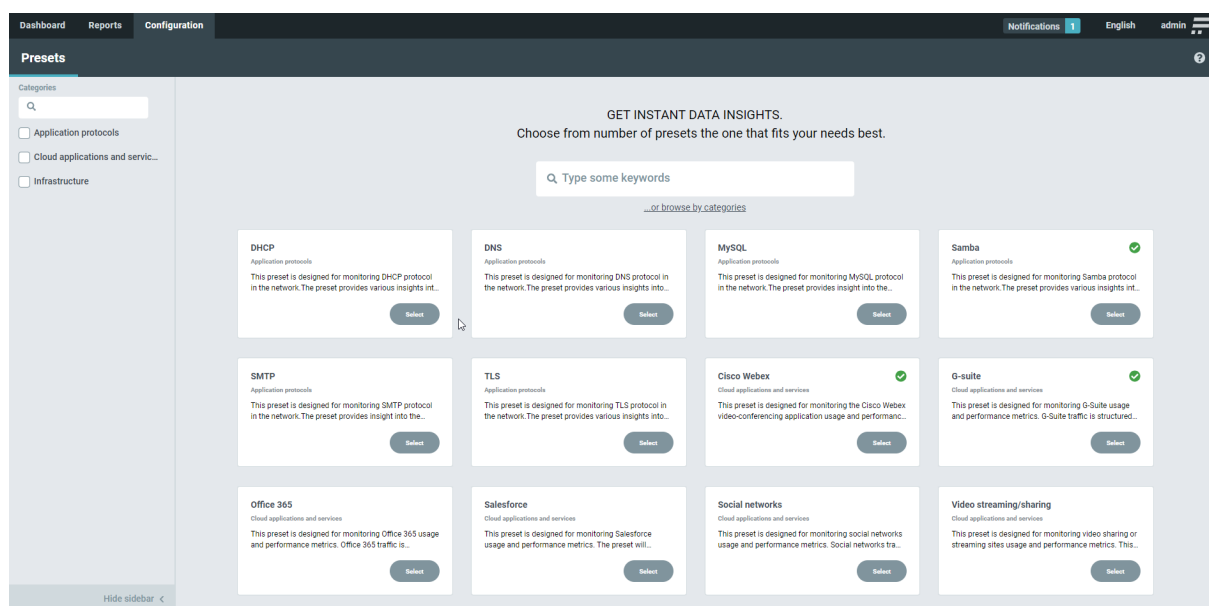 Dashboard Reports Configuration Notifications 1 English admin
Presets
Categories
Application protocols
Cloud applications and servic...
Infrastructure
GET INSTANT DATA INSIGHTS.
Choose from number of presets the one that fits your needs best.
Type some keywords
...or browse by categories
DHCP
Application protocols
This preset is designed for monitoring DHCP protocol
in the network.The preset provides various insights int...
Select
DNS
Application protocols
This preset is designed for monitoring DNS protocol in
the network.The preset provides various insights into...
Select
MySQL
Application protocols
This preset is designed for monitoring MySQL protocol
in the network.The preset provides insight into the...
Select
Samba
Application protocols
This preset is designed for monitoring Samba protocol
in the network.The preset provides various insights int...
Select
SMTP
Application protocols
This preset is designed for monitoring SMTP protocol
in the network.The preset provides insight into the...
Select
TLS
Application protocols
This preset is designed for monitoring TLS protocol in
the network.The preset provides various insights into...
Select
Cisco Webex
Cloud applications and services
This preset is designed for monitoring the Cisco Webex
video-conferencing application usage and performanc...
Select
G-suite
Cloud applications and services
This preset is designed for monitoring G-Suite usage
and performance metrics. G-Suite traffic is structured...
Select
Office 365
Cloud applications and services
This preset is designed for monitoring Office 365 usage
and performance metrics. Office 365 traffic is...
Select
Salesforce
Cloud applications and services
This preset is designed for monitoring Salesforce
usage and performance metrics. The preset will...
Select
Social networks
Cloud applications and services
This preset is designed for monitoring social networks
usage and performance metrics. Social networks tra...
Select
Video streaming/sharing
Cloud applications and services
This preset is designed for monitoring video sharing or
streaming sites usage and performance metrics. This...
Select
Hide sidebar